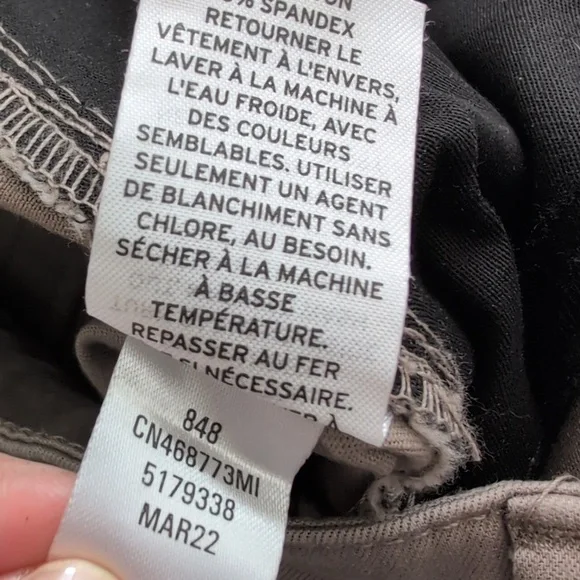 % SPANDEX
RETOURNER LE
VÊTEMENT À L'ENVERS,
LAVER À LA MACHINE À
L'EAU FROIDE, AVEC
DES COULEURS
SEMBLABLES. UTILISER
SEULEMENT UN AGENT
DE BLANCHIMENT SANS
CHLORE, AU BESOIN.
SÉCHER À LA MACHINE
À BASSE
TEMPÉRATURE.
REPASSER AU FER
SI NÉCESSAIRE.
À
848
CN468773MI
5179338
MAR22